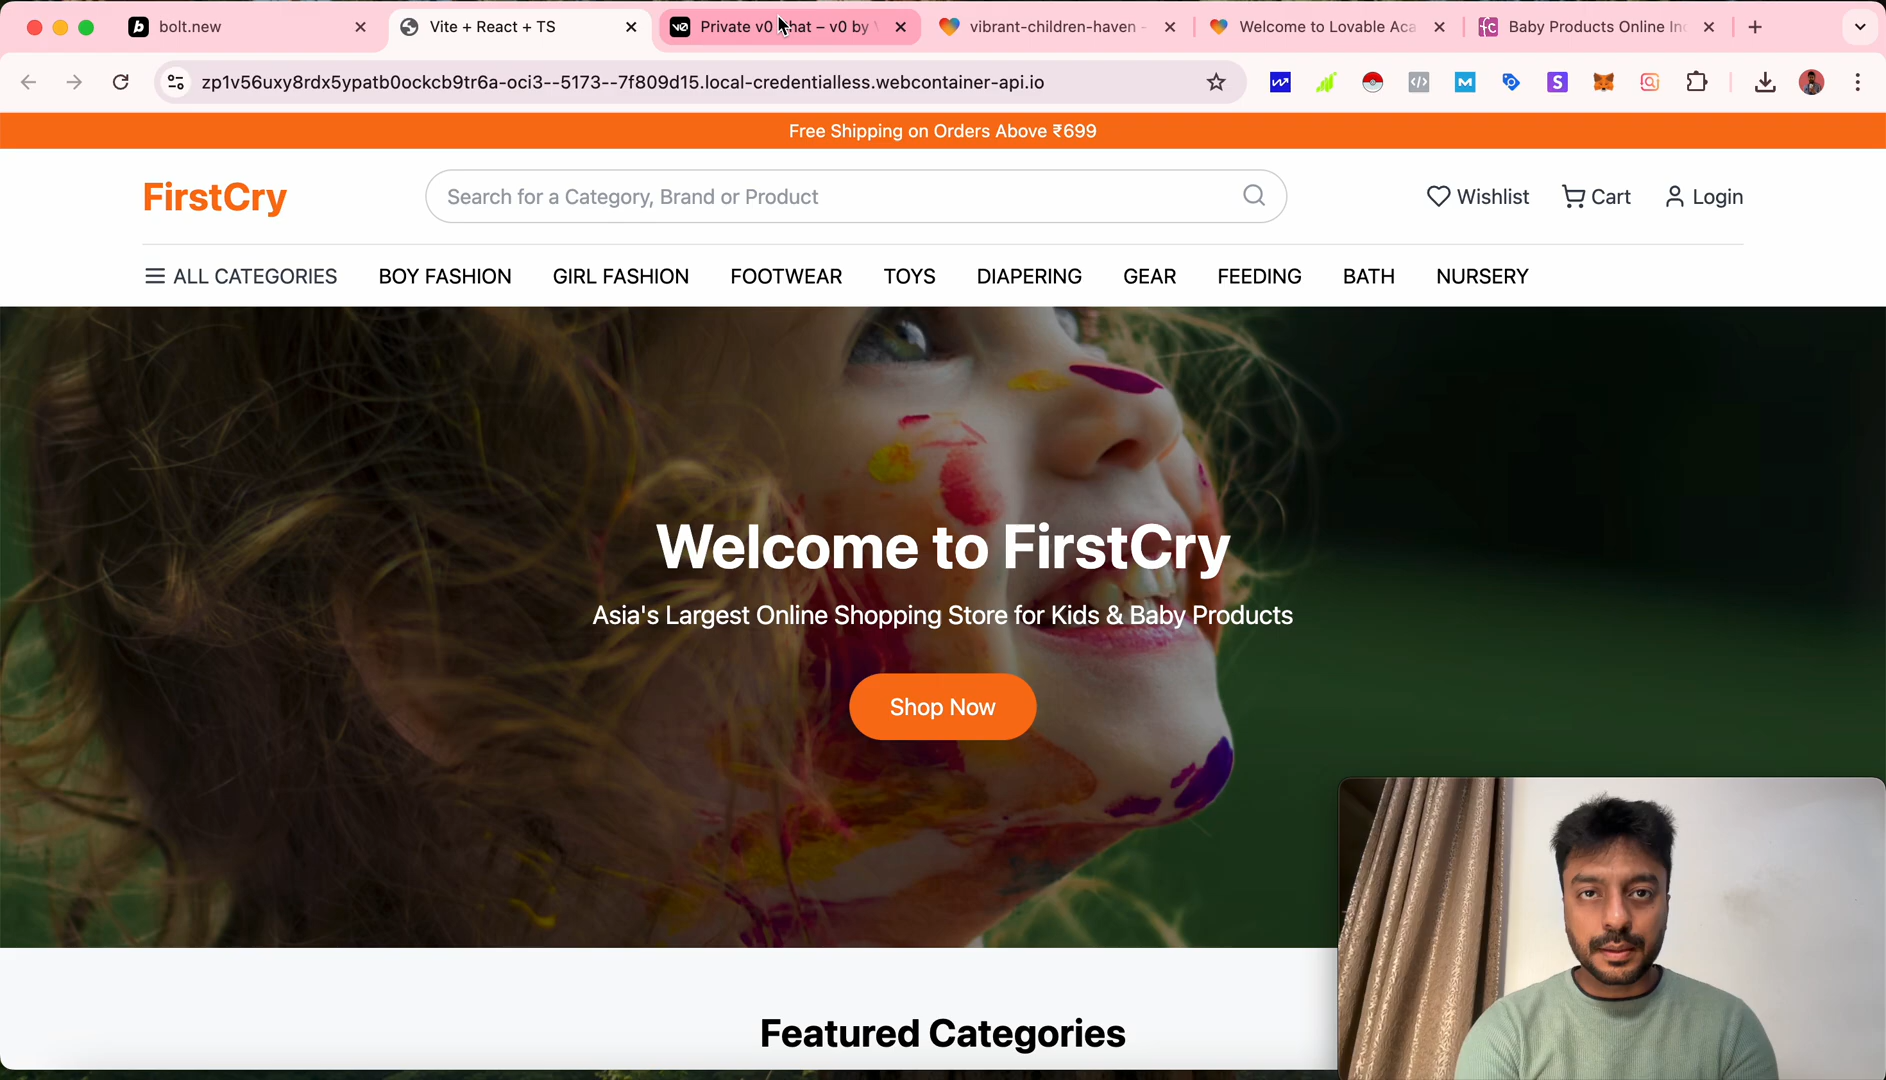 bolt.new
Vite + React + TS
Private v0 chat – v0 by
vibrant-children-haven -
Welcome to Lovable Aca
Baby Products Online In
zp1v56uxy8rdx5ypatb0ockcb9tr6a-oci3--5173--7f809d15.local-credentialless.webcontainer-api.io
Free Shipping on Orders Above ₹699
FirstCry
Search for a Category, Brand or Product
Wishlist
Cart
Login
ALL CATEGORIES
BOY FASHION
GIRL FASHION
FOOTWEAR
TOYS
DIAPERING
GEAR
FEEDING
BATH
NURSERY
Welcome to FirstCry
Asia's Largest Online Shopping Store for Kids & Baby Products
Shop Now
Featured Categories